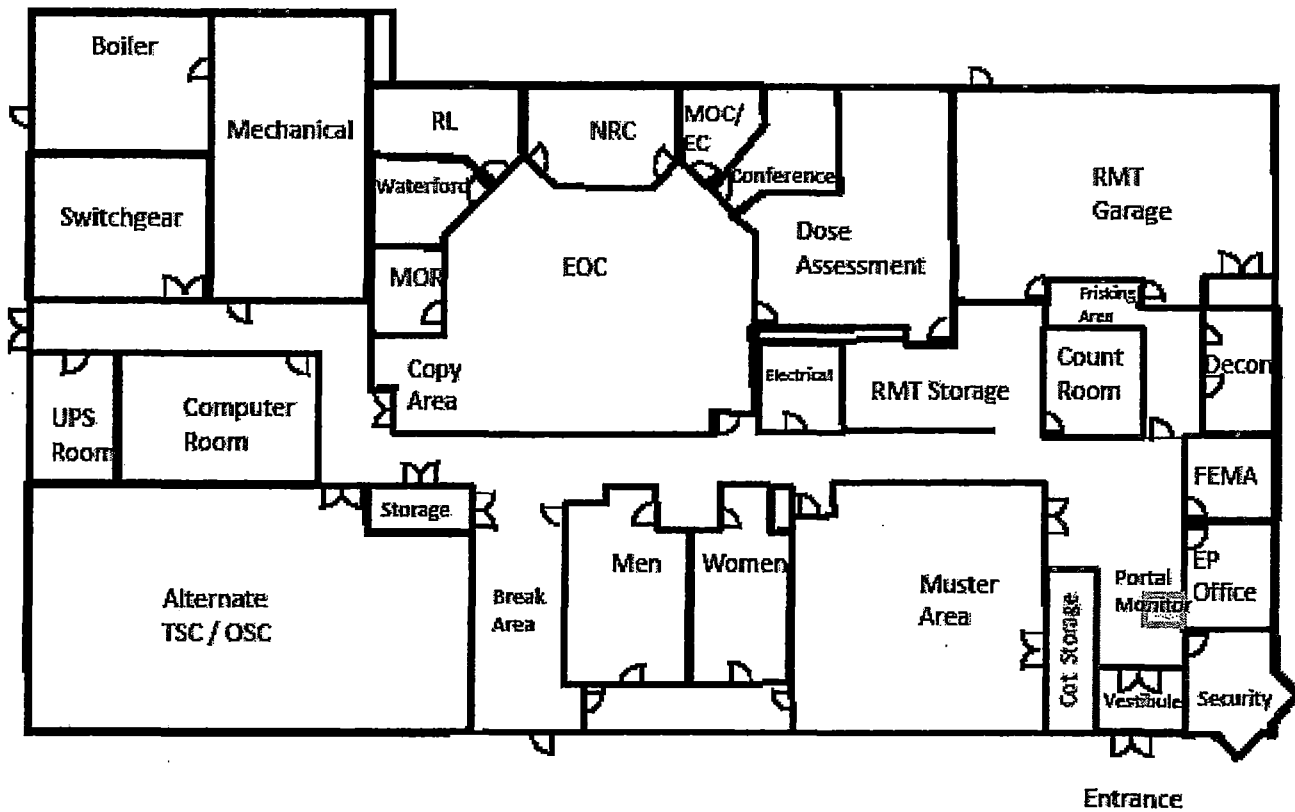 Boiler
Mechanical
Switchgear
RL
NRC
MOC/
EC
Waterford
Conference
MOR
EOC
Dose
Assessment
RMT
Garage
Frisking
Area
Copy
Area
Electrical
RMT Storage
Count
Room
Decon
UPS
Room
Computer
Room
FEMA
Storage
Alternate
TSC / OSC
Break
Area
Men
Women
Muster
Area
Cot Storage
Portal
Monitor
EP
Office
Vestibule
Security
Entrance